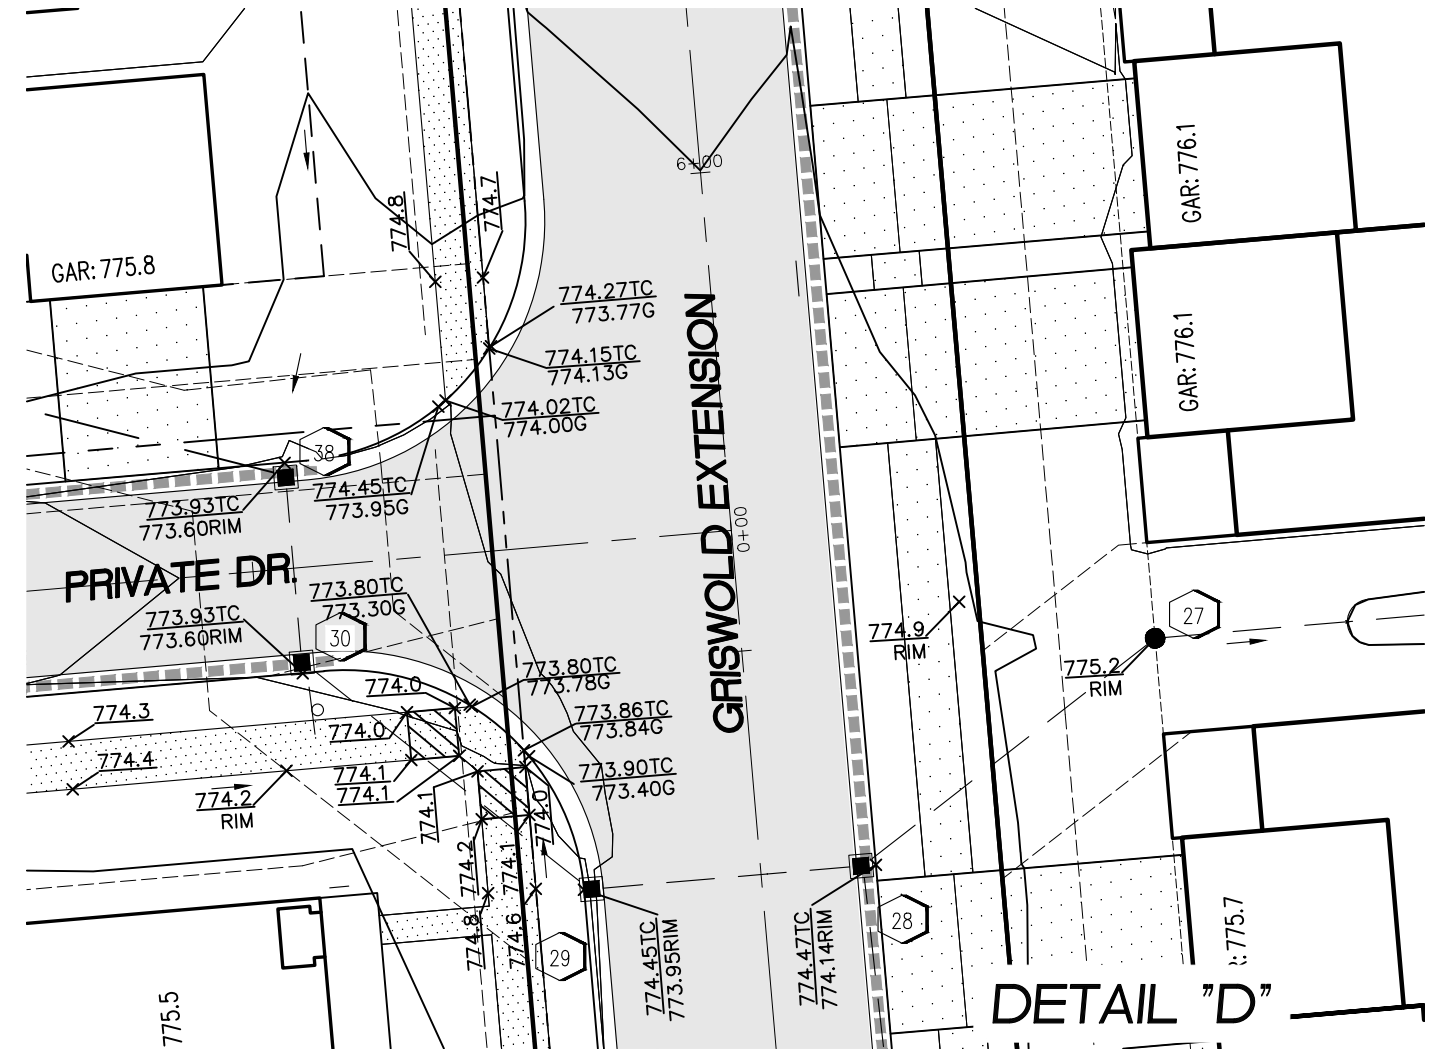 6+00
GAR: 776.1
774.8
774.7
GAR: 775.8
774.27TC
773.77G
774.15TC
774.13G
774.02TC
774.00G
GAR: 776.1
GRISWOLD EXTENSION
38
774.45TC
773.95G
773.93TC
773.60RIM
0+00
PRIVATE DR.
773.80TC
773.30G
773.93TC
773.60RIM
30
27
774.9
RIM
775.2
RIM
773.80TC
773.78G
774.0
774.3
773.86TC
773.84G
774.0
774.4
774.1
774.1
773.90TC
773.40G
774.2
RIM
774.1
774.0
774.2
774.1
774.8
774.6
29
28
774.45TC
773.95RIM
774.47TC
774.14RIM
: 775.7
775.5
DETAIL "D"